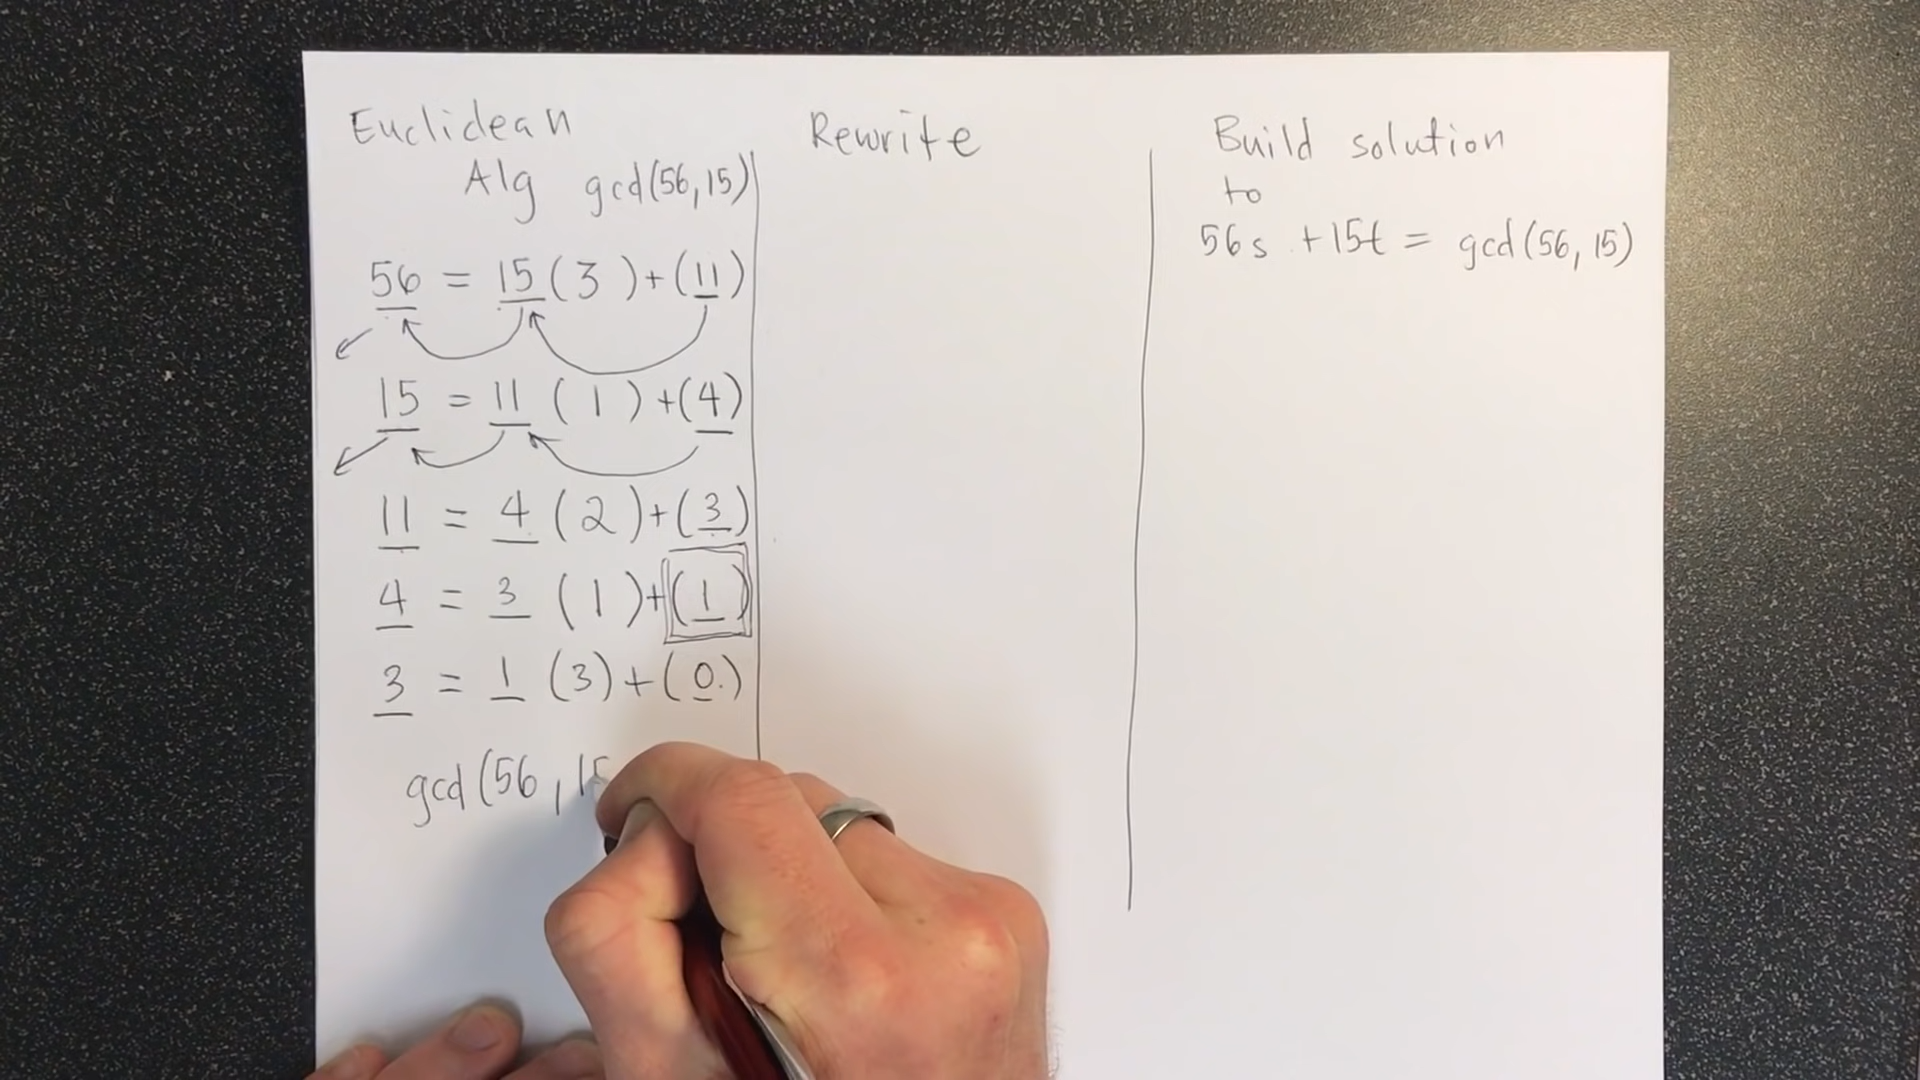 Euclidean
Alg gcd(56,15)
56 = 15(3)+(11)
15 = 11(1)+(4)
11 = 4(2)+(3)
4 = 3(1)+(1)
3 = 1(3)+(0.)
gcd(56,15
Rewrite
Build solution
to
56s +15t = gcd(56,15)